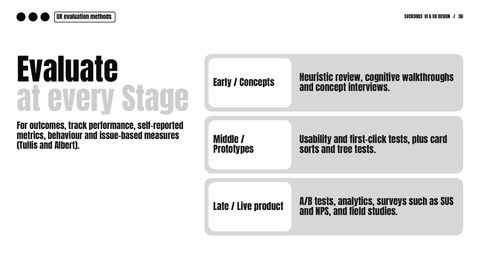 UX evaluation methods
SVCD3003 UI & UX DESIGN / 36
Evaluate
at every Stage
For outcomes, track performance, self-reported
metrics, behaviour and issue-based measures
(Tullis and Albert).
Early / Concepts
Heuristic review, cognitive walkthroughs
and concept interviews.
Middle /
Prototypes
Usability and first-click tests, plus card
sorts and tree tests.
Late / Live product
A/B tests, analytics, surveys such as SUS
and NPS, and field studies.